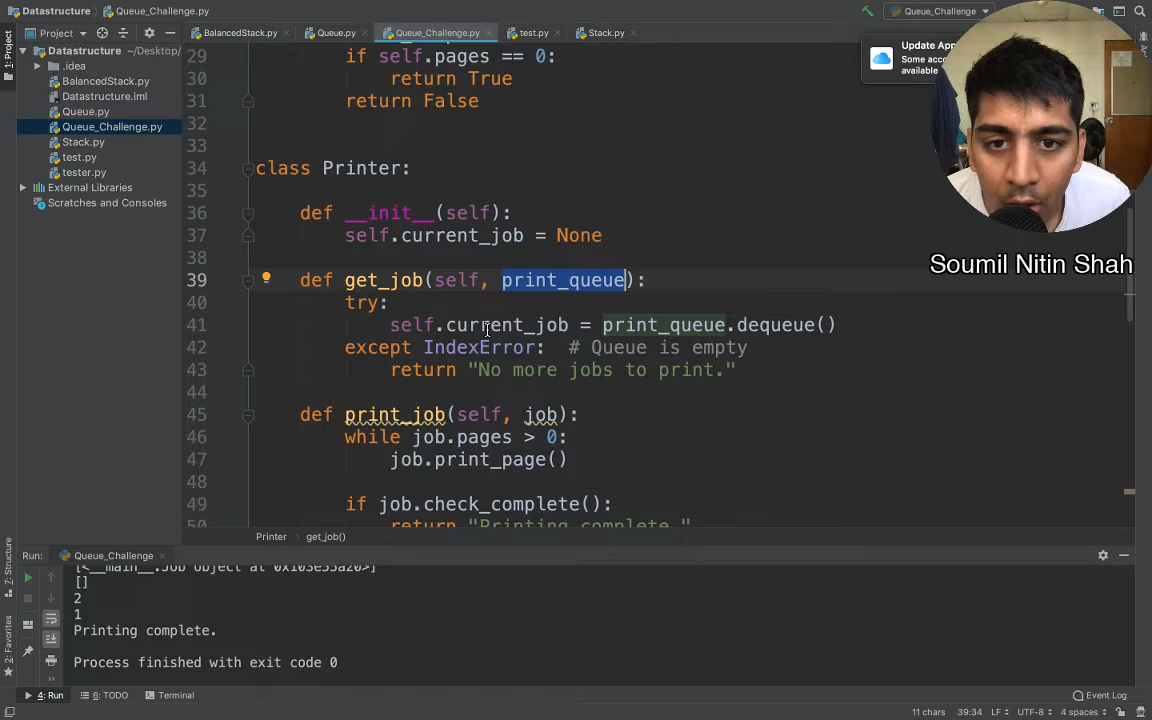 Datastructure
Queue_Challenge.py
Queue_Challenge
Project
BalancedStack.py
Queue.py
Queue_Challenge.py
test.py
Stack.py
Update App
Some acco
available
1: Project
Datastructure ~/Desktop/
.idea
BalancedStack.py
Datastructure.iml
Queue.py
Queue_Challenge.py
Stack.py
test.py
tester.py
External Libraries
Scratches and Consoles
29 if self.pages == 0:
30 return True
31 return False
32
33
34 class Printer:
35
36 def __init__(self):
37 self.current_job = None
38
39 def get_job(self, print_queue):
40 try:
41 self.current_job = print_queue.dequeue()
42 except IndexError: # Queue is empty
43 return "No more jobs to print."
44
45 def print_job(self, job):
46 while job.pages > 0:
47 job.print_page()
48
49 if job.check_complete():
50 return "Printing complete."
Soumil Nitin Shah
Printer
get_job()
7: Structure
2: Favorites
Run:
Queue_Challenge
[<__main__.Job object at 0x103e55a20>]
[]
2
1
Printing complete.
Process finished with exit code 0
4: Run
6: TODO
Terminal
Event Log
11 chars
39:34
LF
UTF-8
4 spaces